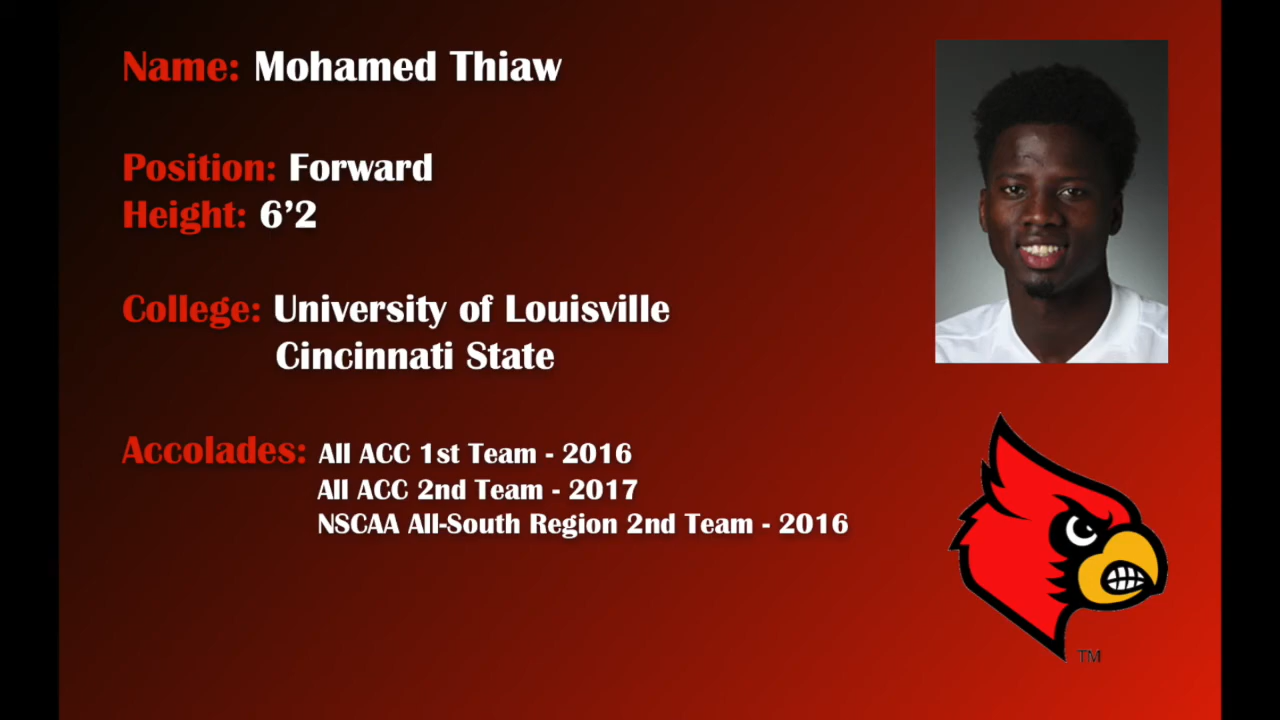 Name: Mohamed Thiaw
Position: Forward
Height: 6’2
College: University of Louisville
Cincinnati State
Accolades: All ACC 1st Team - 2016
All ACC 2nd Team - 2017
NSCAA All-South Region 2nd Team - 2016
TM